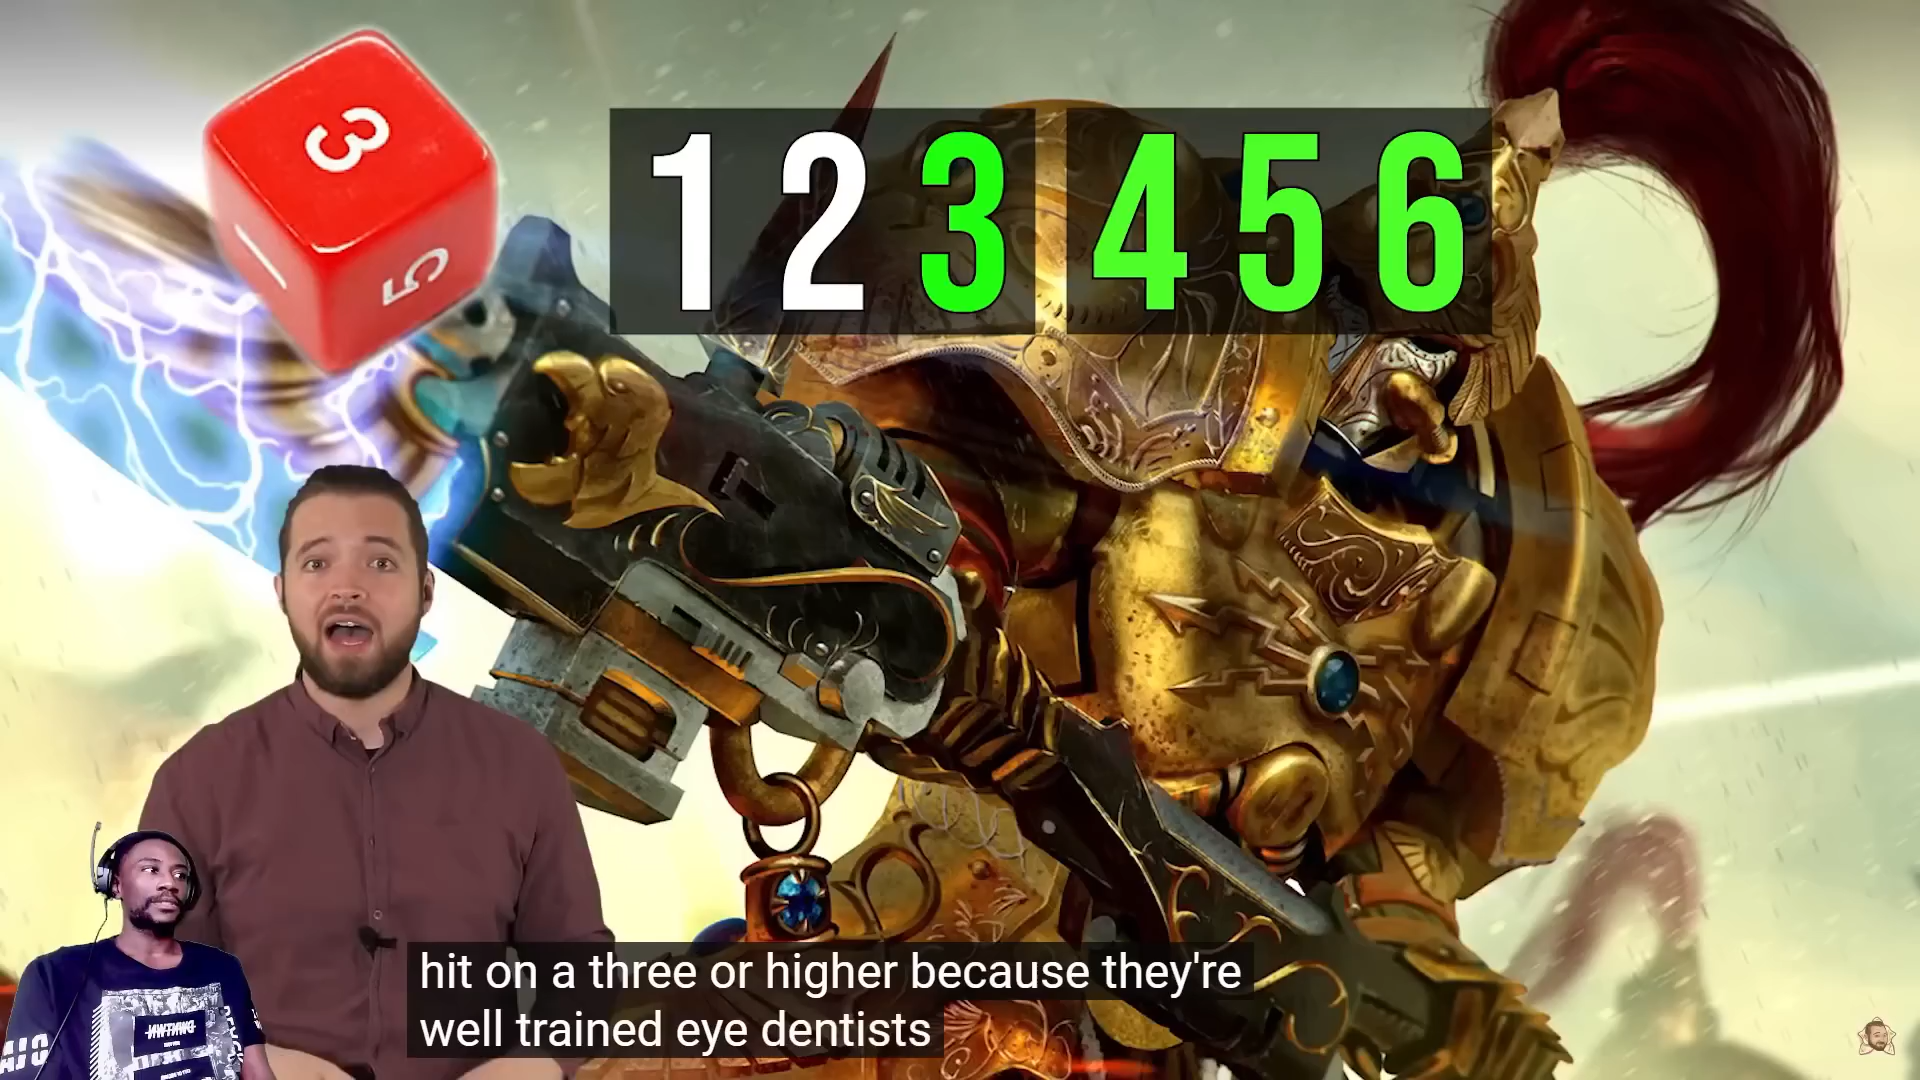 3
5
1 2 3 4 5 6
hit on a three or higher because they're
well trained eye dentists